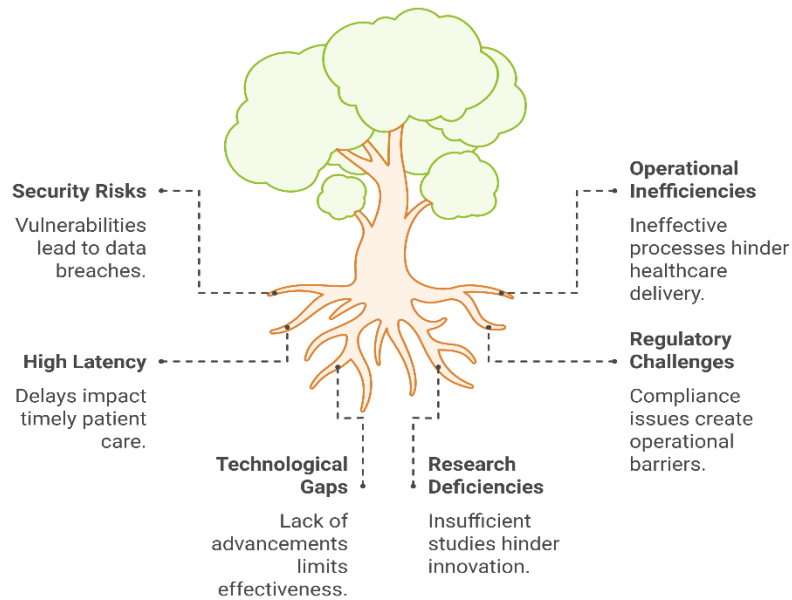 Security Risks
Vulnerabilities
lead to data
breaches.
High Latency
Delays impact
timely patient
care.
Technological
Gaps
Lack of
advancements
limits
effectiveness.
Research
Deficiencies
Insufficient
studies hinder
innovation.
Operational
Inefficiencies
Ineffective
processes hinder
healthcare
delivery.
Regulatory
Challenges
Compliance
issues create
operational
barriers.